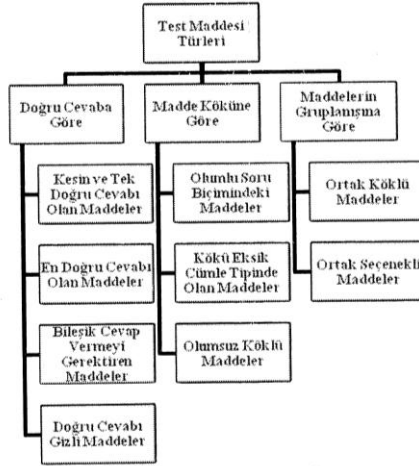 Test Maddesi
Türleri
Doğru Cevaba
Göre
Madde Köküne
Göre
Maddelerin
Gruplanışına
Göre
Kesin ve Tek
Doğru Cevabı
Olan Maddeler
En Doğru Cevabı
Olan Maddeler
Bileşik Cevap
Vermeyi
Gerektiren
Maddeler
Doğru Cevabı
Gizli Maddeler
Olumlu Soru
Biçimindeki
Maddeler
Kökü Eksik
Cümle Tipinde
Olan Maddeler
Olumsuz Köklü
Maddeler
Ortak Köklü
Maddeler
Ortak Seçenekli
Maddeler